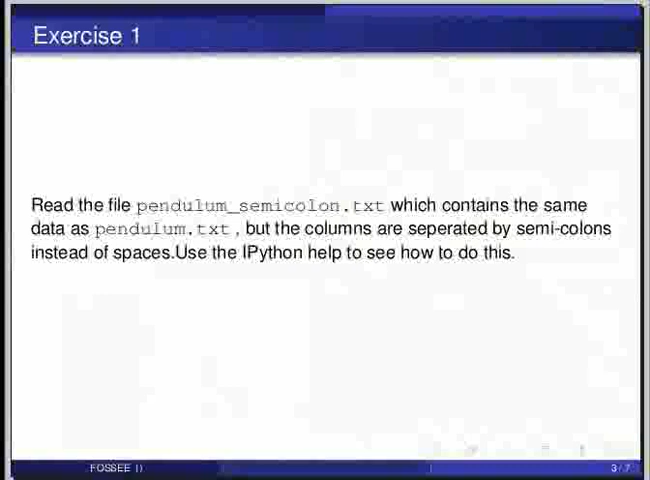 Exercise 1
Read the file pendulum_semicolon.txt which contains the same
data as pendulum.txt , but the columns are seperated by semi-colons
instead of spaces.Use the IPython help to see how to do this.
FOSSEE ()
3 / 7